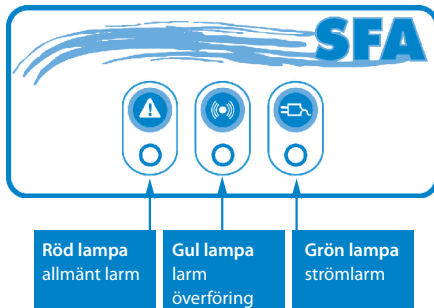 SFA
Röd lampa
allmänt larm
Gul lampa
larm
överföring
Grön lampa
strömlarm